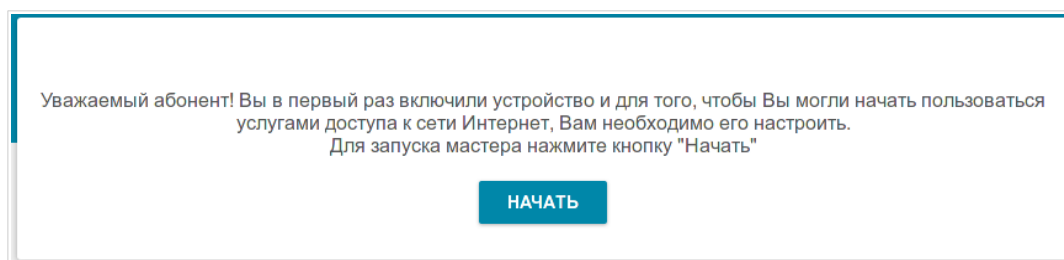 Уважаемый абонент! Вы в первый раз включили устройство и для того, чтобы Вы могли начать пользоваться
услугами доступа к сети Интернет, Вам необходимо его настроить.
Для запуска мастера нажмите кнопку "Начать"
НАЧАТЬ